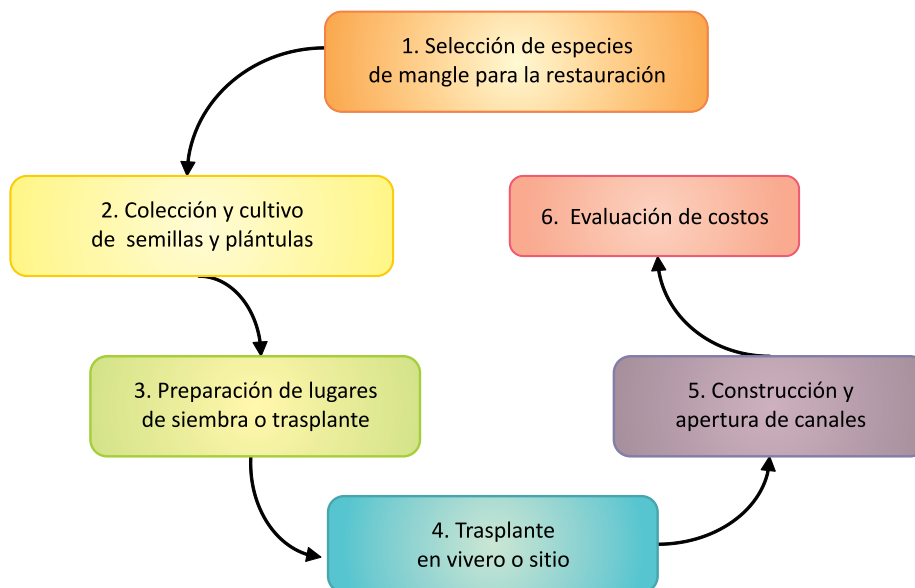 1. Selección de especies
de mangle para la restauración
2. Colección y cultivo
de semillas y plántulas
3. Preparación de lugares
de siembra o trasplante
4. Trasplante
en vivero o sitio
5. Construcción y
apertura de canales
6. Evaluación de costos